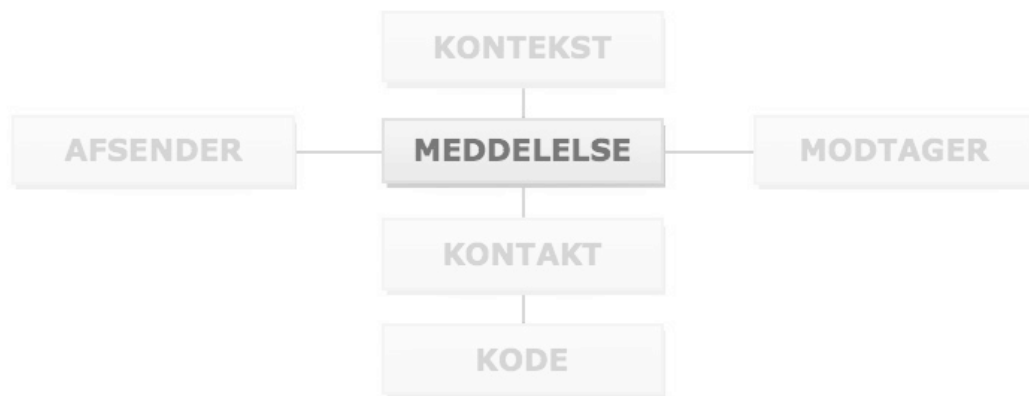 KONTEKST
AFSENDER MEDDELELSE MODTAGER
KONTAKT
KODE